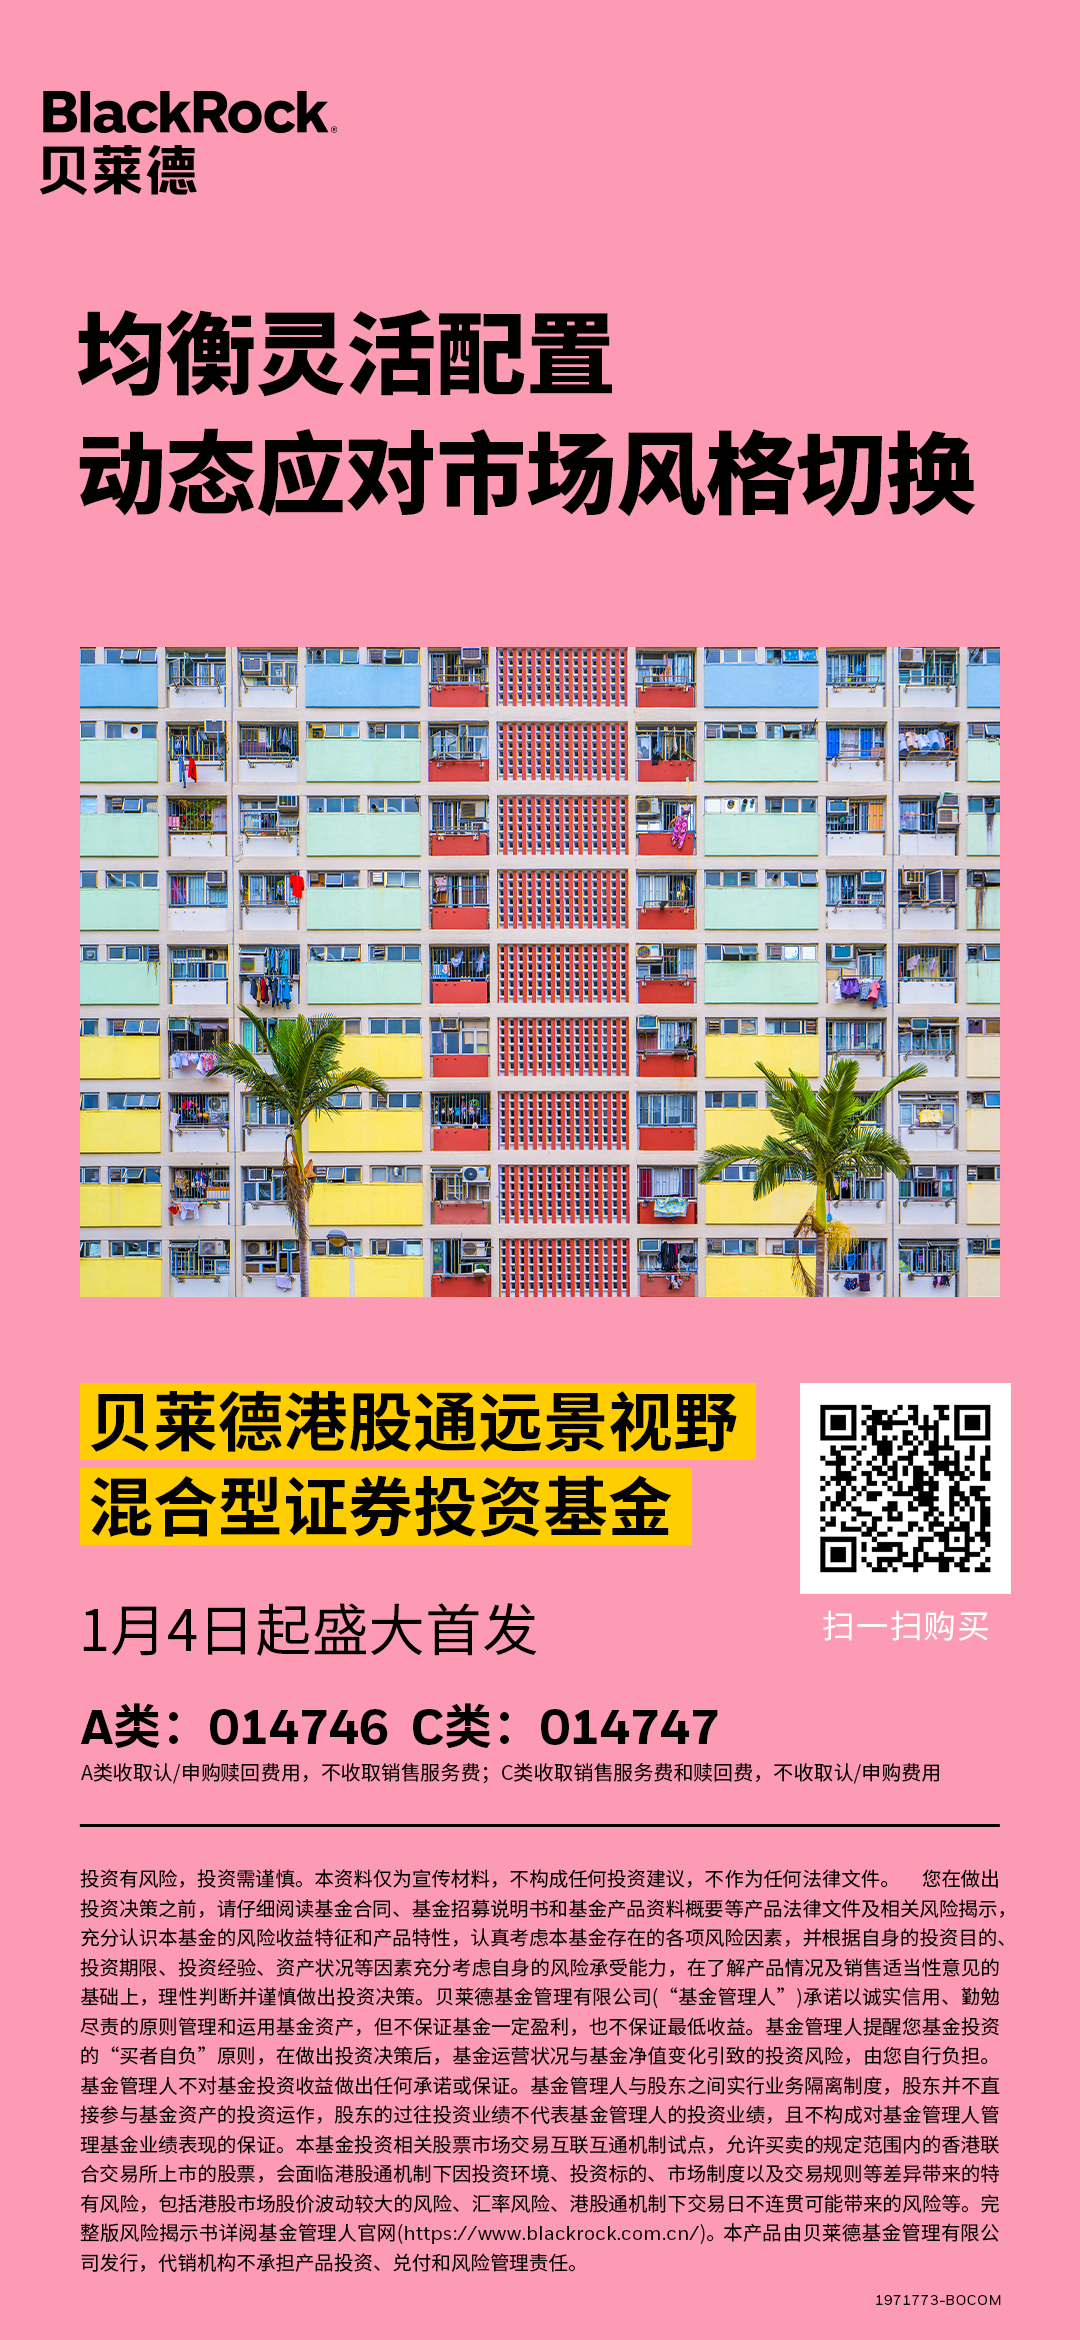 BlackRock®
贝莱德
均衡灵活配置
动态应对市场风格切换
贝莱德港股通远景视野
混合型证券投资基金
扫一扫购买
1月4日起盛大首发
A类：014746 C类：014747
A类收取认/申购赎回费用，不收取销售服务费；C类收取销售服务费和赎回费，不收取认/申购费用
投资有风险，投资需谨慎。本资料仅为宣传材料，不构成任何投资建议，不作为任何法律文件。 您在做出
投资决策之前，请仔细阅读基金合同、基金招募说明书和基金产品资料概要等产品法律文件及相关风险揭示，
充分认识本基金的风险收益特征和产品特性，认真考虑本基金存在的各项风险因素，并根据自身的投资目的、
投资期限、投资经验、资产状况等因素充分考虑自身的风险承受能力，在了解产品情况及销售适当性意见的
基础上，理性判断并谨慎做出投资决策。贝莱德基金管理有限公司(“基金管理人”)承诺以诚实信用、勤勉
尽责的原则管理和运用基金资产，但不保证基金一定盈利，也不保证最低收益。基金管理人提醒您基金投资
的“买者自负”原则，在做出投资决策后，基金运营状况与基金净值变化引致的投资风险，由您自行负担。
基金管理人不对基金投资收益做出任何承诺或保证。基金管理人与股东之间实行业务隔离制度，股东并不直
接参与基金资产的投资运作，股东的过往投资业绩不代表基金管理人的投资业绩，且不构成对基金管理人管
理基金业绩表现的保证。本基金投资相关股票市场交易互联互通机制试点，允许买卖的规定范围内的香港联
合交易所上市的股票，会面临港股通机制下因投资环境、投资标的、市场制度以及交易规则等差异带来的特
有风险，包括港股市场股价波动较大的风险、汇率风险、港股通机制下交易日不连贯可能带来的风险等。完
整版风险揭示书详阅基金管理人官网(https://www.blackrock.com.cn/)。本产品由贝莱德基金管理有限公
司发行，代销机构不承担产品投资、兑付和风险管理责任。
1971773-BOCOM